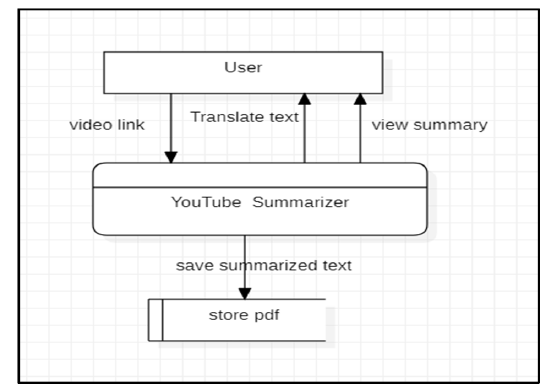 User
video link
Translate text
view summary
YouTube Summarizer
save summarized text
store pdf